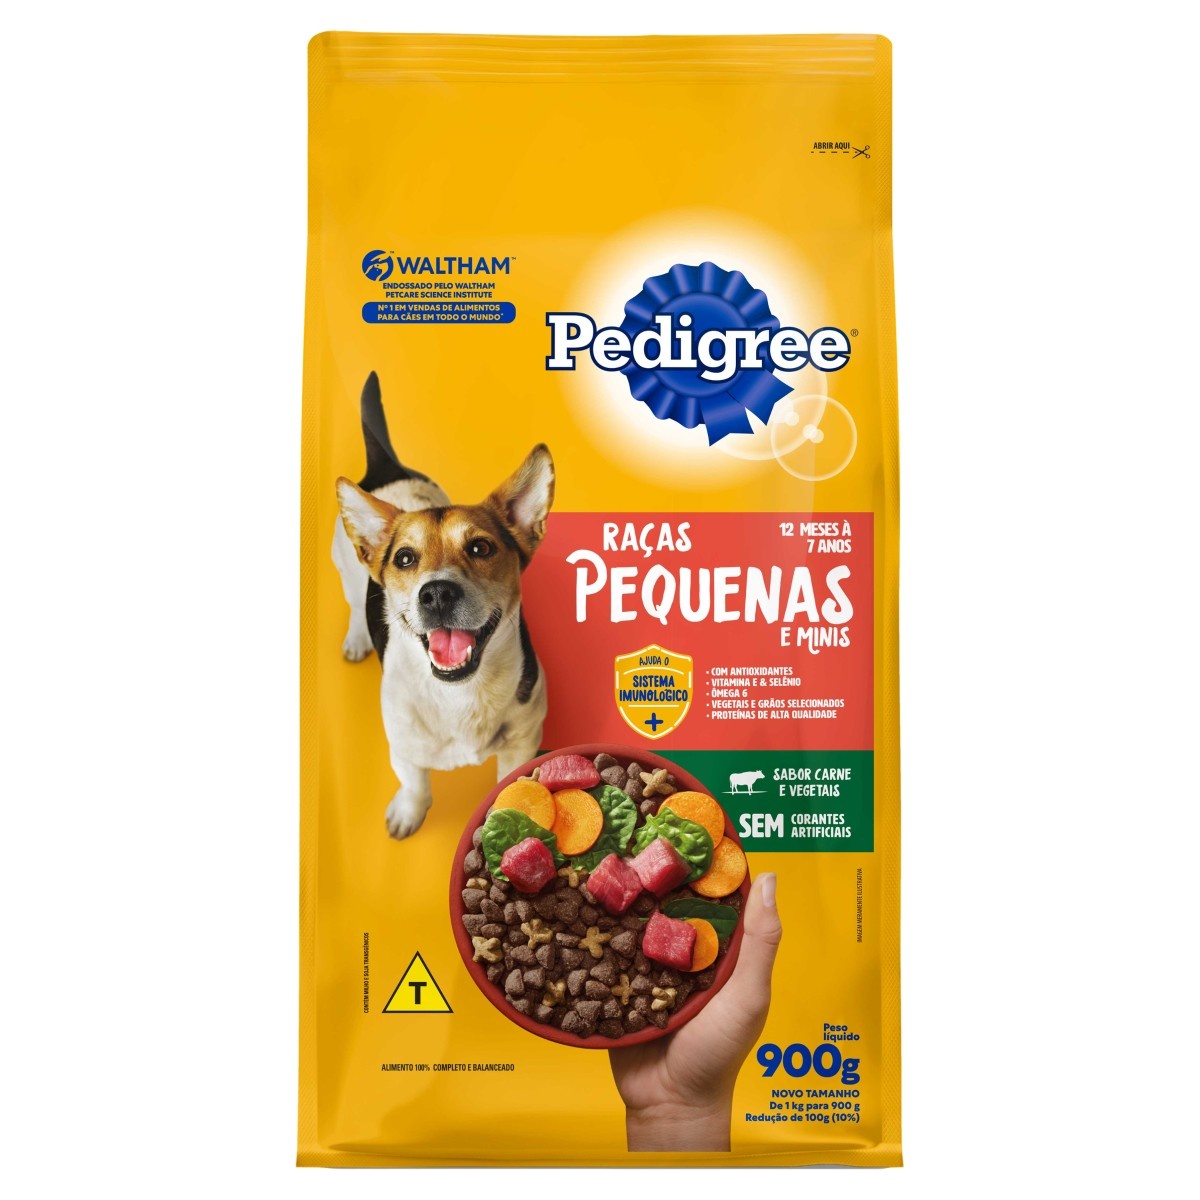 ABRIR AQUI
WALTHAM™
ENDOSSADO PELO WALTHAM
PETCARE SCIENCE INSTITUTE
Nº 1 EM VENDAS DE ALIMENTOS
PARA CÃES EM TODO O MUNDO*
Pedigree®
RAÇAS
PEQUENAS
E MINIS
12 MESES À
7 ANOS
AJUDA O
SISTEMA
IMUNOLÓGICO
+
• COM ANTIOXIDANTES
• VITAMINA E & SELÊNIO
• ÔMEGA 6
• VEGETAIS E GRÃOS SELECIONADOS
• PROTEÍNAS DE ALTA QUALIDADE
SABOR CARNE
E VEGETAIS
SEM CORANTES
ARTIFICIAIS
IMAGEM MERAMENTE ILUSTRATIVA
CONTÉM MILHO E SOJA TRANSGÊNICOS
T
ALIMENTO 100% COMPLETO E BALANCEADO
Peso
líquido
900g
NOVO TAMANHO
De 1 kg para 900 g
Redução de 100g (10%)